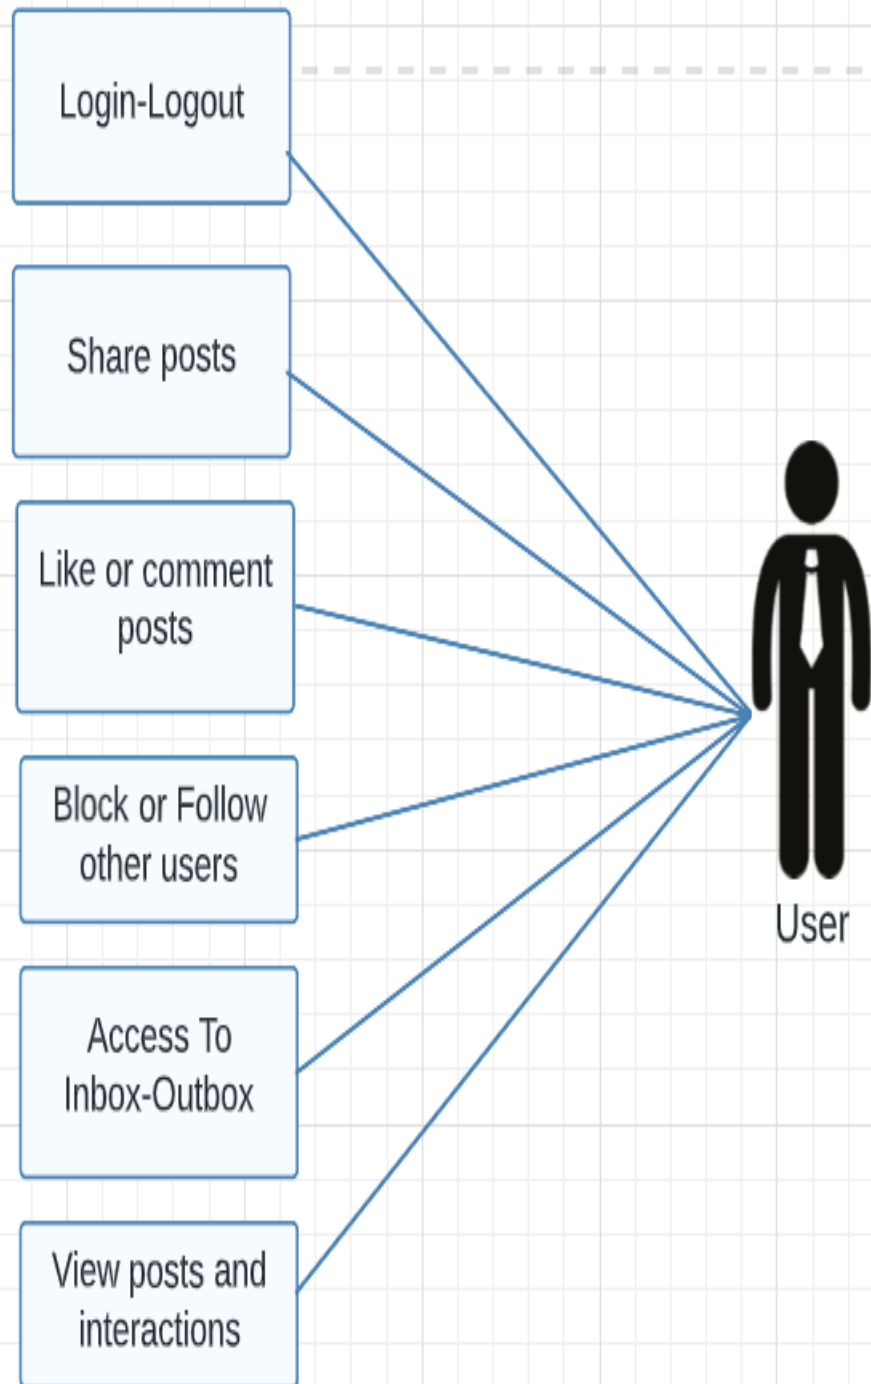 Login-Logout
Share posts
Like or comment
posts
Block or Follow
other users
Access To
Inbox-Outbox
View posts and
interactions
User